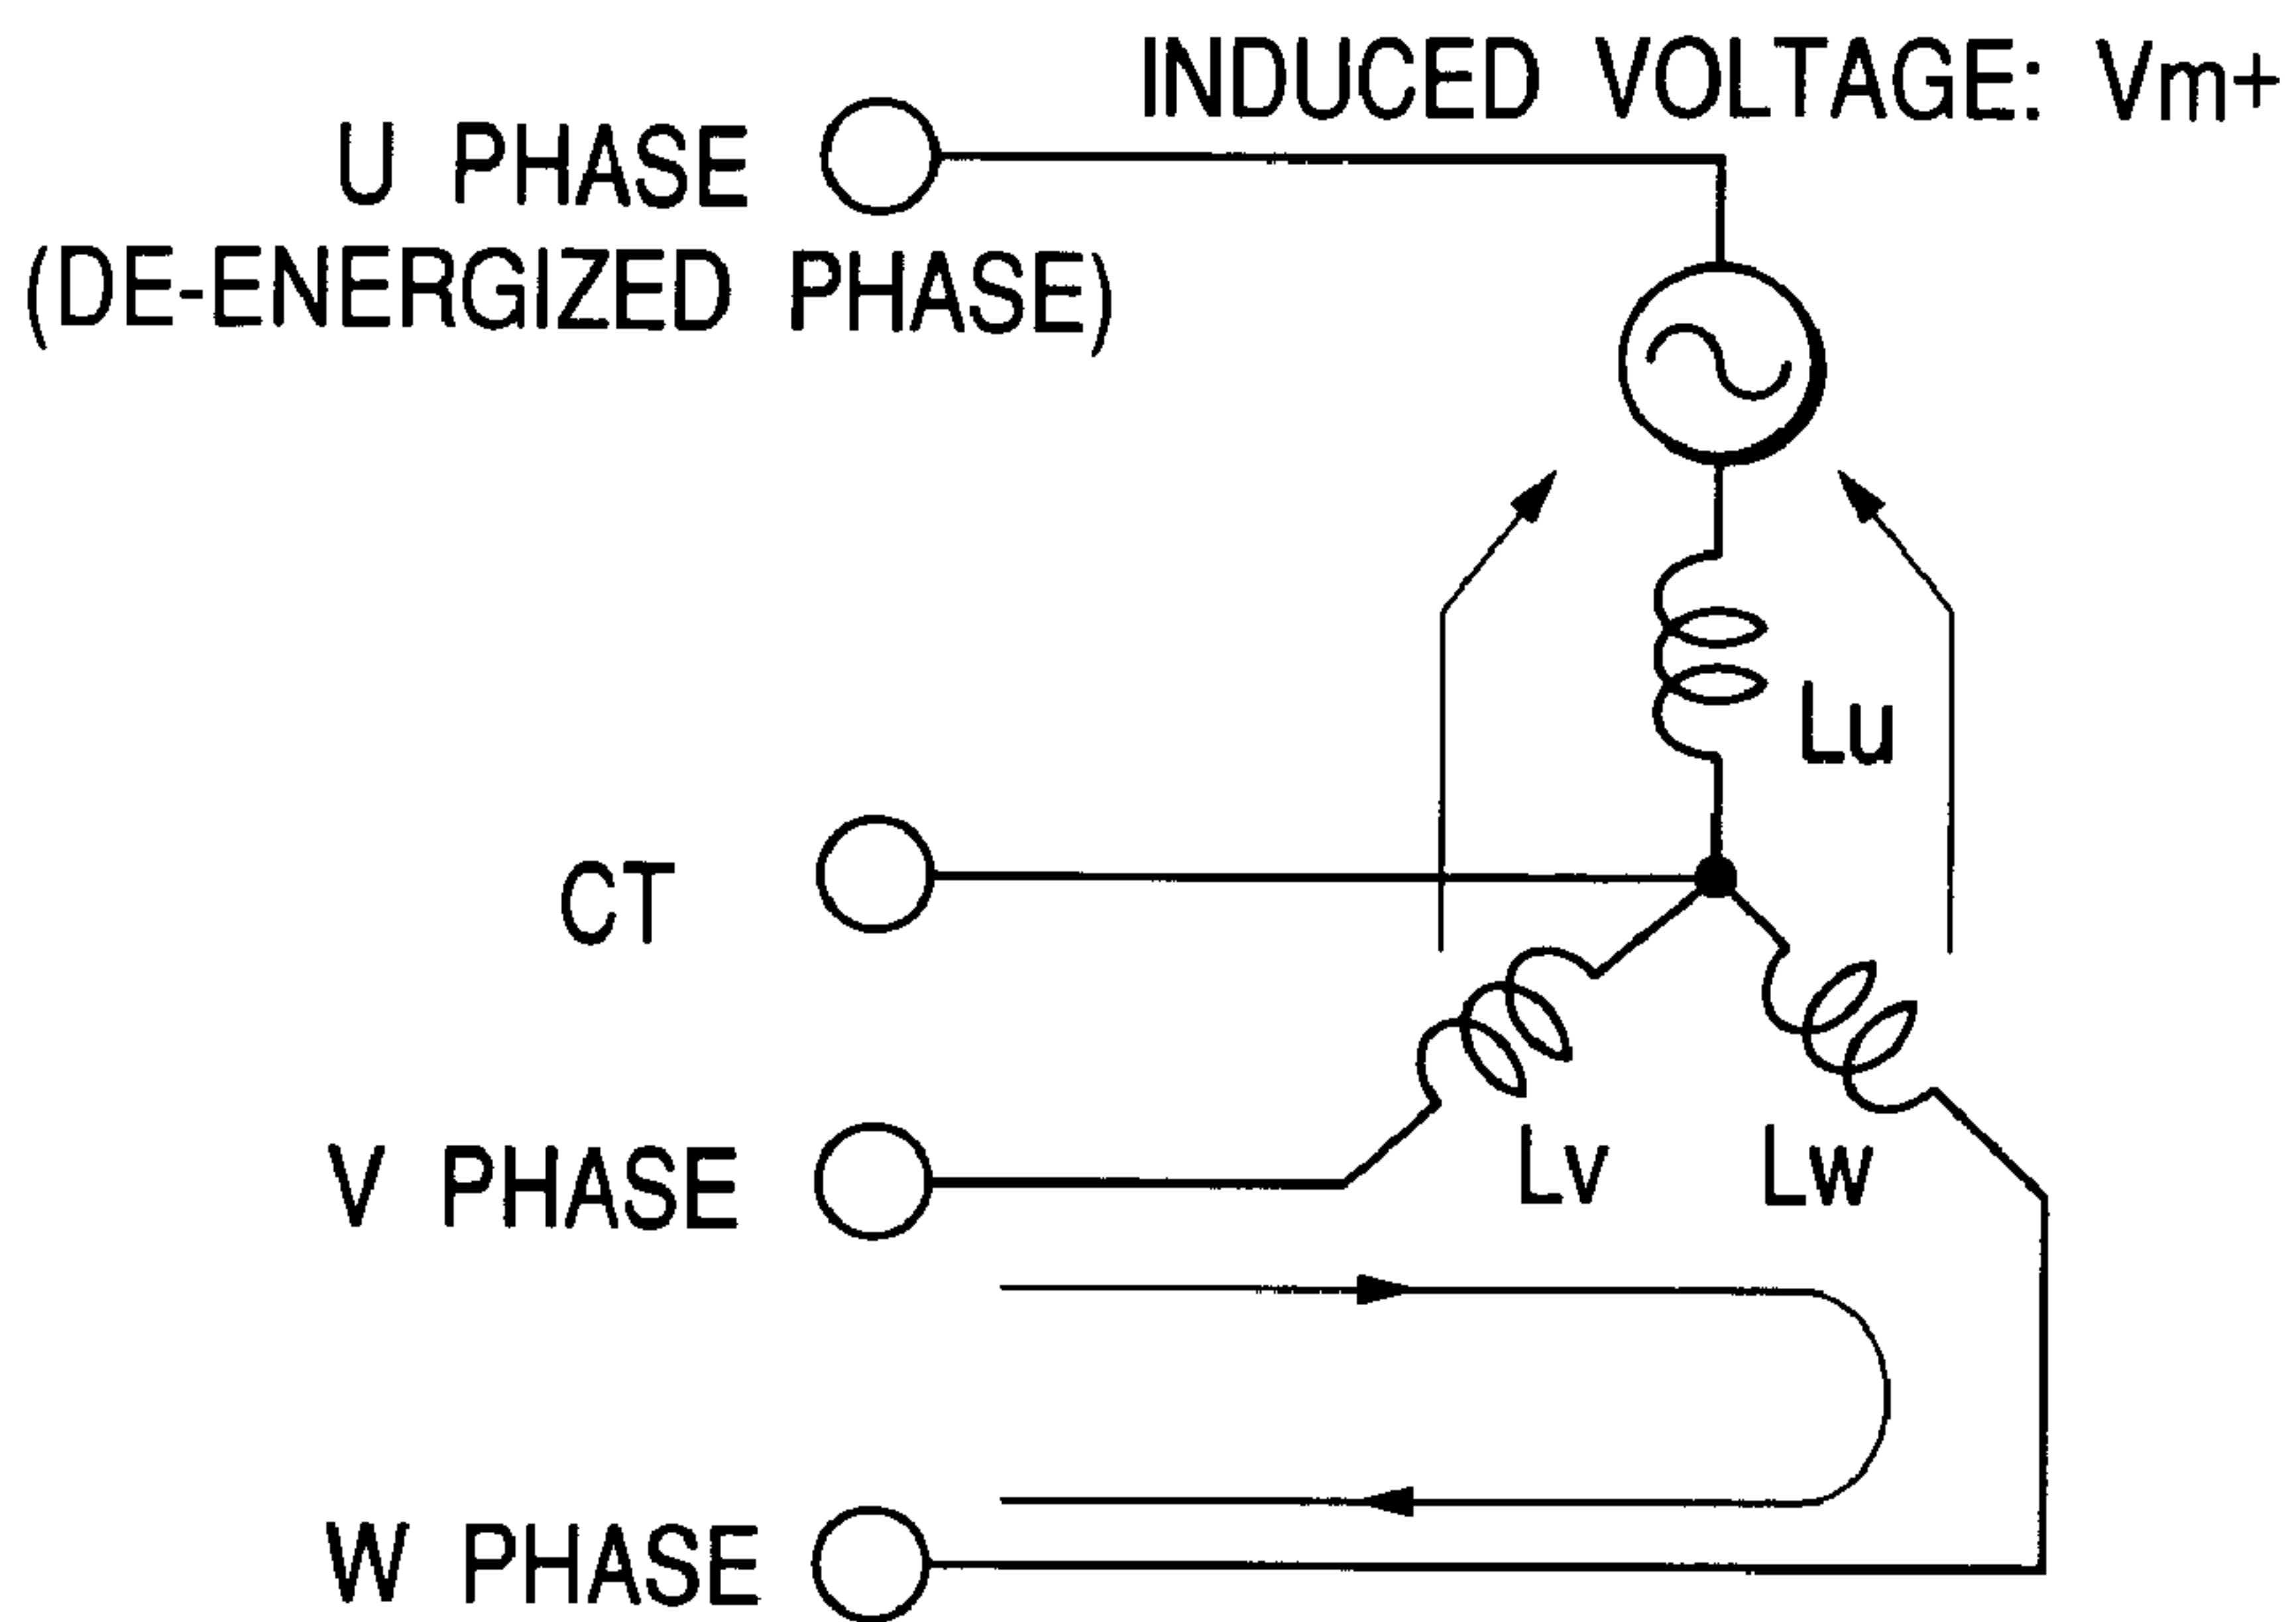 INDUCED VOLTAGE: Vm+
U PHASE
(DE-ENERGIZED PHASE)
Lu
CT
V PHASE
Lv
Lw
W PHASE